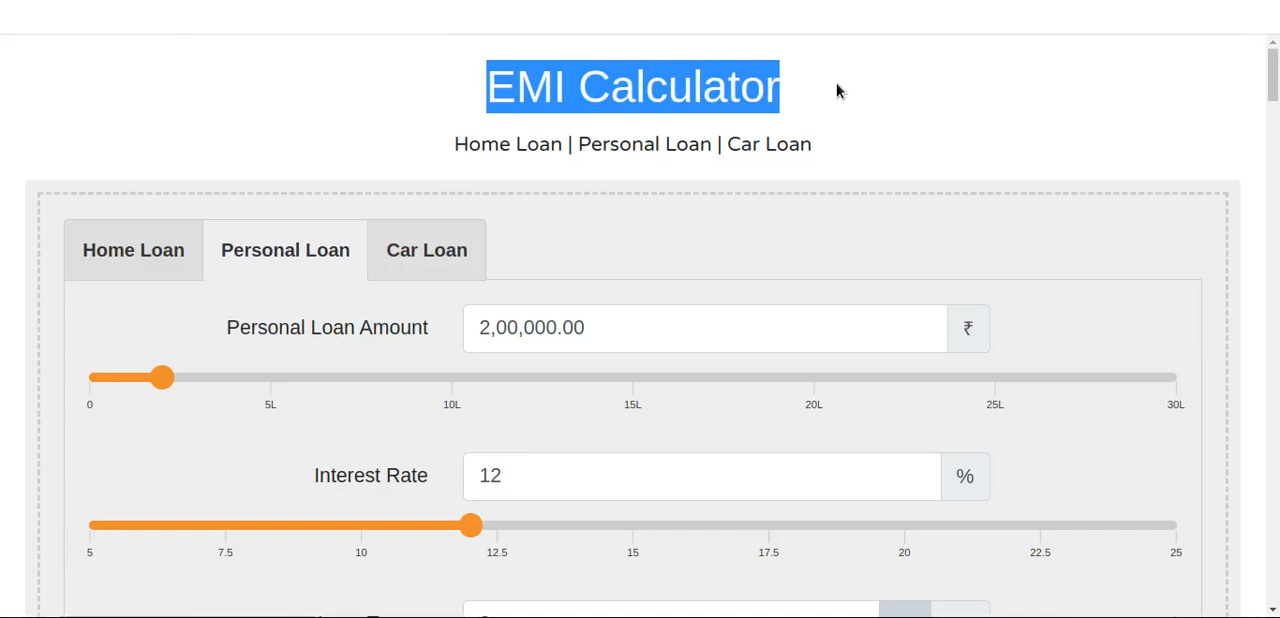 EMI Calculator
Home Loan | Personal Loan | Car Loan
Home Loan Personal Loan Car Loan
Personal Loan Amount 2,00,000.00 ₹
0 5L 10L 15L 20L 25L 30L
Interest Rate 12 %
5 7.5 10 12.5 15 17.5 20 22.5 25